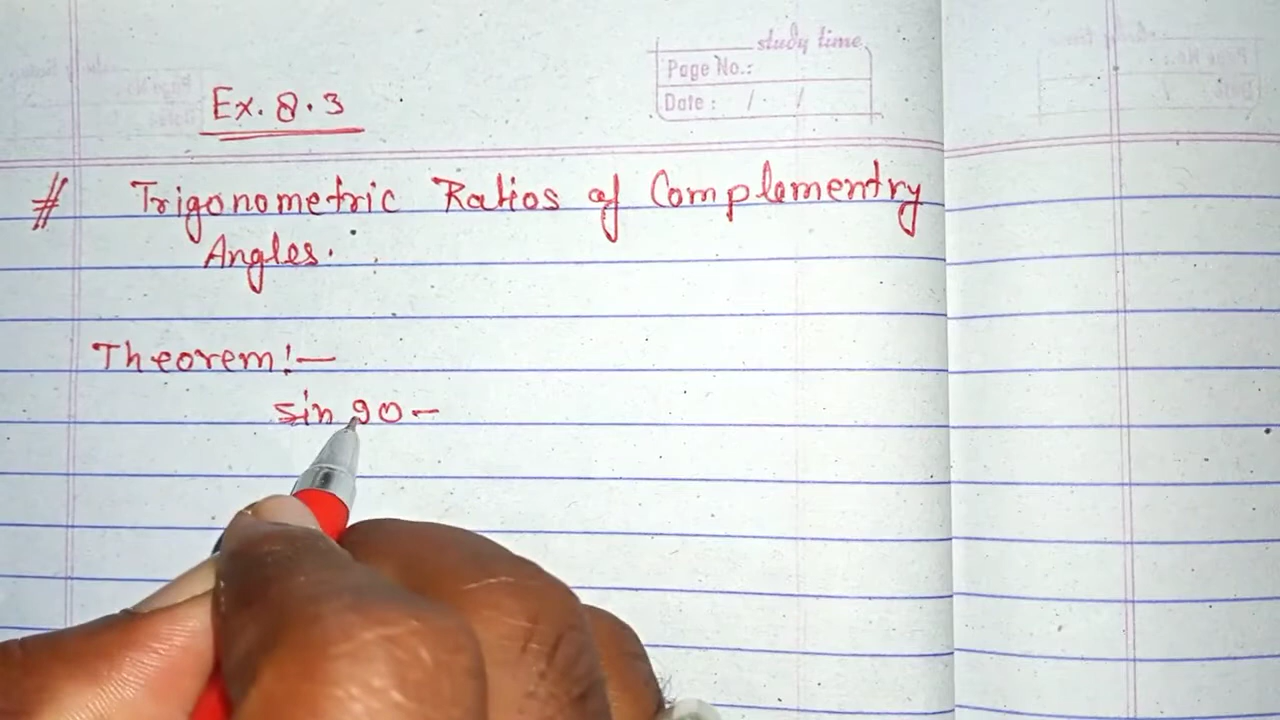 study time
Page No.:
Date : / /
Ex. 8.3
# Trigonometric Ratios of Complementry
Angles.
Theorem!—
sin 90 -